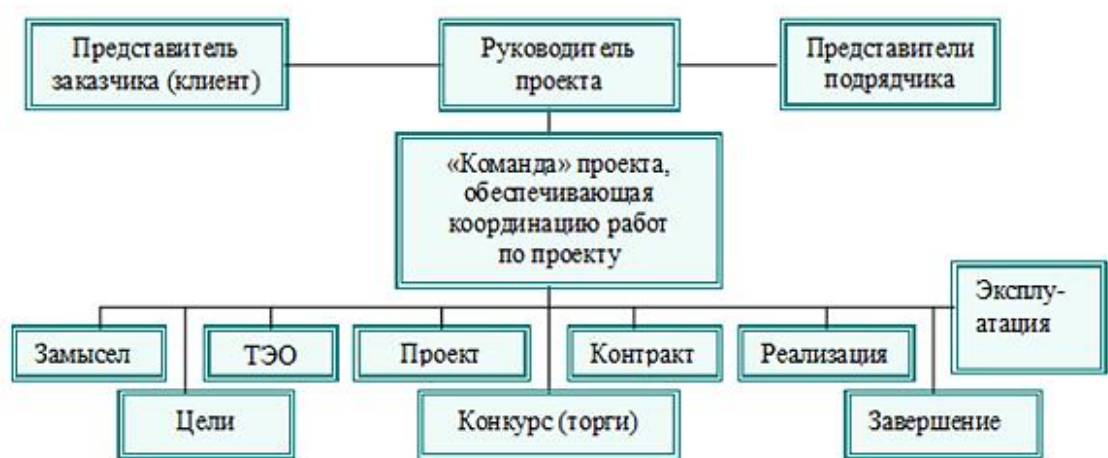 Представитель
заказчика (клиент)
Руководитель
проекта
Представители
подрядчика
«Команда» проекта,
обеспечивающая
координацию работ
по проекту
Эксплу-
атация
Замысел
ТЭО
Проект
Контракт
Реализация
Цели
Конкурс (торги)
Завершение